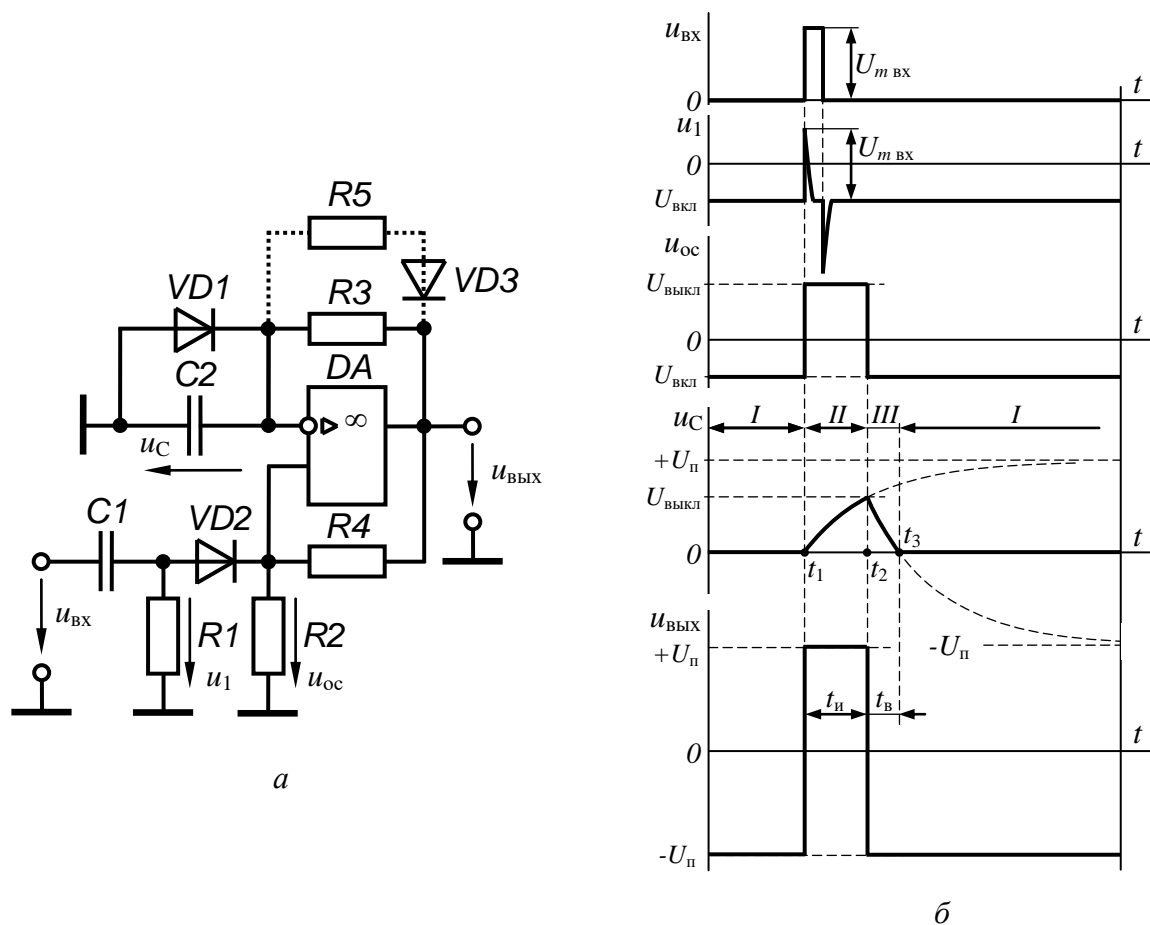 R5
VD1
R3
VD3
C2
DA
∞
u_C
u_вых
C1
VD2
R4
u_вх
R1
R2
u_1
u_ос
а
u_вх
U_m вх
0
t
u_1
U_m вх
0
t
U_вкл
u_ос
U_выкл
0
t
U_вкл
u_C
I
II
III
I
+U_п
U_выкл
0
t_1
t_2
t_3
t
u_вых
+U_п
-U_п
t_и
t_в
0
t
-U_п
б